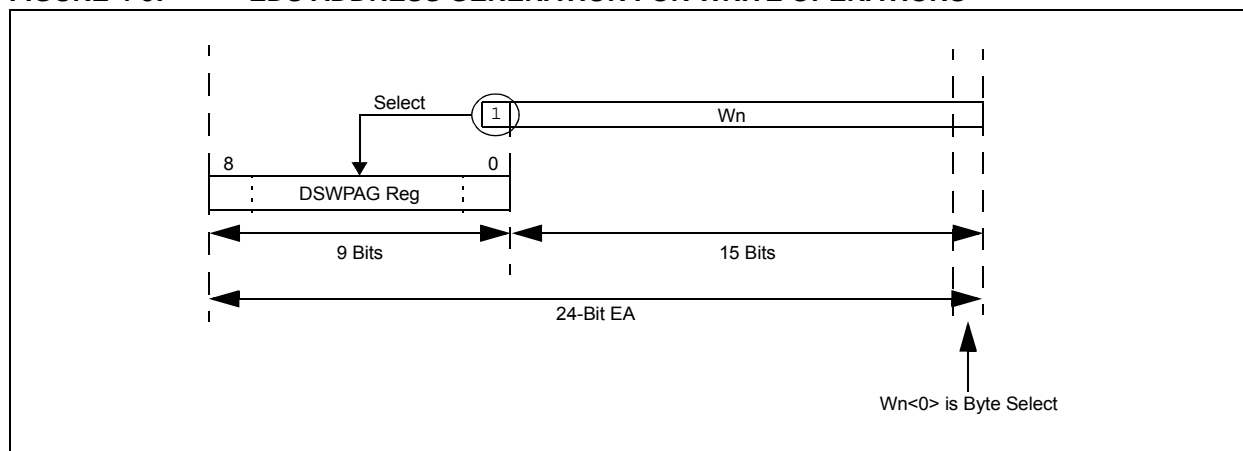 Select
1
Wn
8
0
DSWPAG Reg
9 Bits
15 Bits
24-Bit EA
Wn<0> is Byte Select